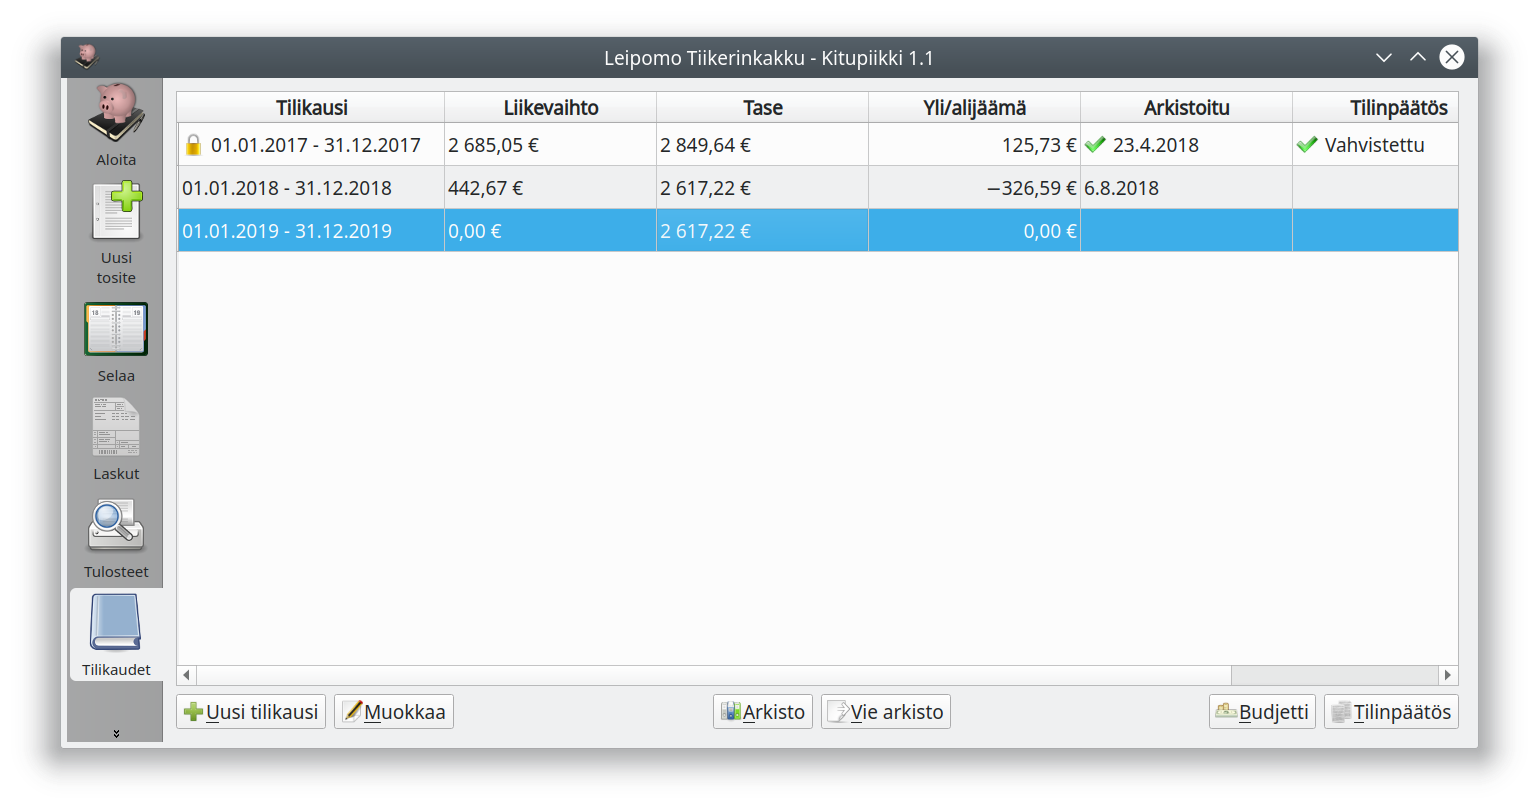 Leipomo Tiikerinkakku - Kitupiikki 1.1
Aloita
Uusi
tosite
Selaa
Laskut
Tulosteet
Tilikaudet
Tilikausi Liikevaihto Tase Yli/alijäämä Arkistoitu Tilinpäätös
01.01.2017 - 31.12.2017 2 685,05 € 2 849,64 € 125,73 € 23.4.2018 Vahvistettu
01.01.2018 - 31.12.2018 442,67 € 2 617,22 € −326,59 € 6.8.2018
01.01.2019 - 31.12.2019 0,00 € 2 617,22 € 0,00 €
Uusi tilikausi Muokkaa Arkisto Vie arkisto Budjetti Tilinpäätös